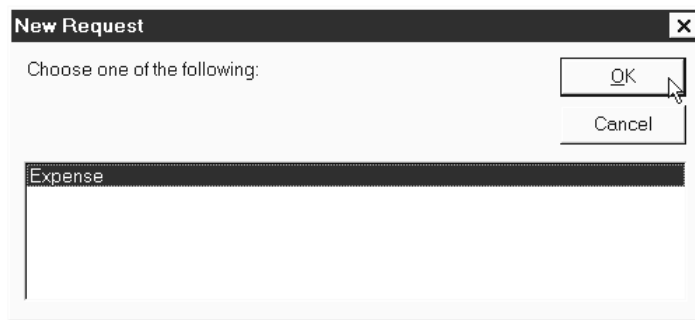 New Request
Choose one of the following:
OK
Cancel
Expense